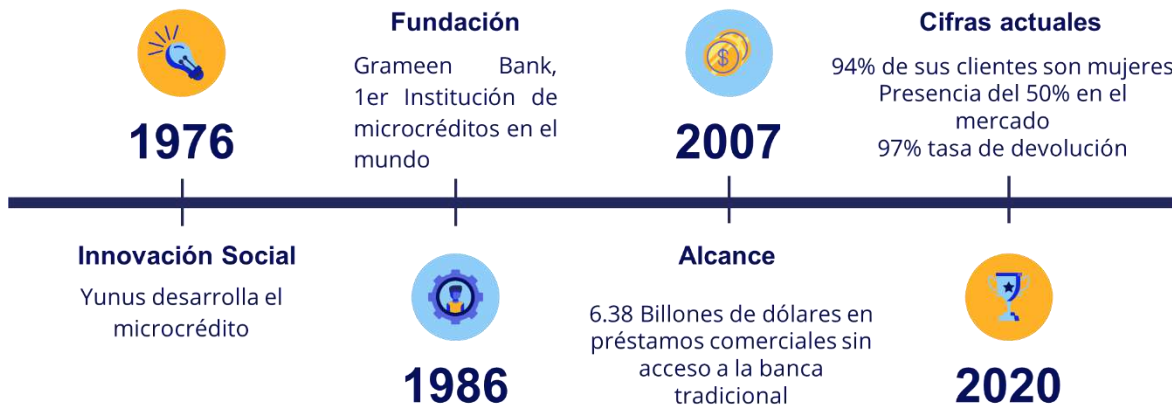 1976
Innovación Social
Yunus desarrolla el
microcrédito
Fundación
Grameen Bank,
1er Institución de
microcréditos en el
mundo
1986
2007
Alcance
6.38 Billones de dólares en
préstamos comerciales sin
acceso a la banca
tradicional
Cifras actuales
94% de sus clientes son mujeres
Presencia del 50% en el
mercado
97% tasa de devolución
2020